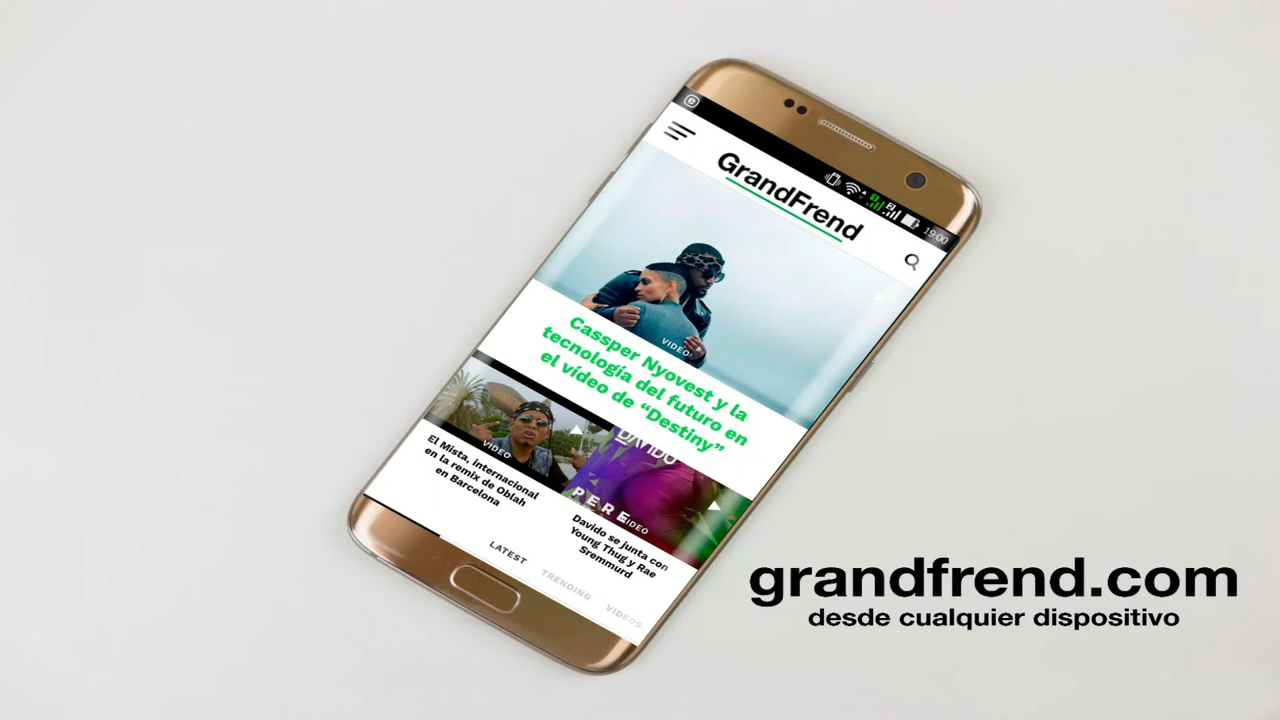 19:00
GrandFrend
VIDEO
Cassper Nyovest y la
tecnología del futuro en
el vídeo de “Destiny”
VIDEO
El Mista, internacional
en la remix de Oblah
en Barcelona
DAVIDO
PERE
VIDEO
Davido se junta con
Young Thug y Rae
Sremmurd
LATEST
TRENDING
VIDEOS
grandfrend.com
desde cualquier dispositivo